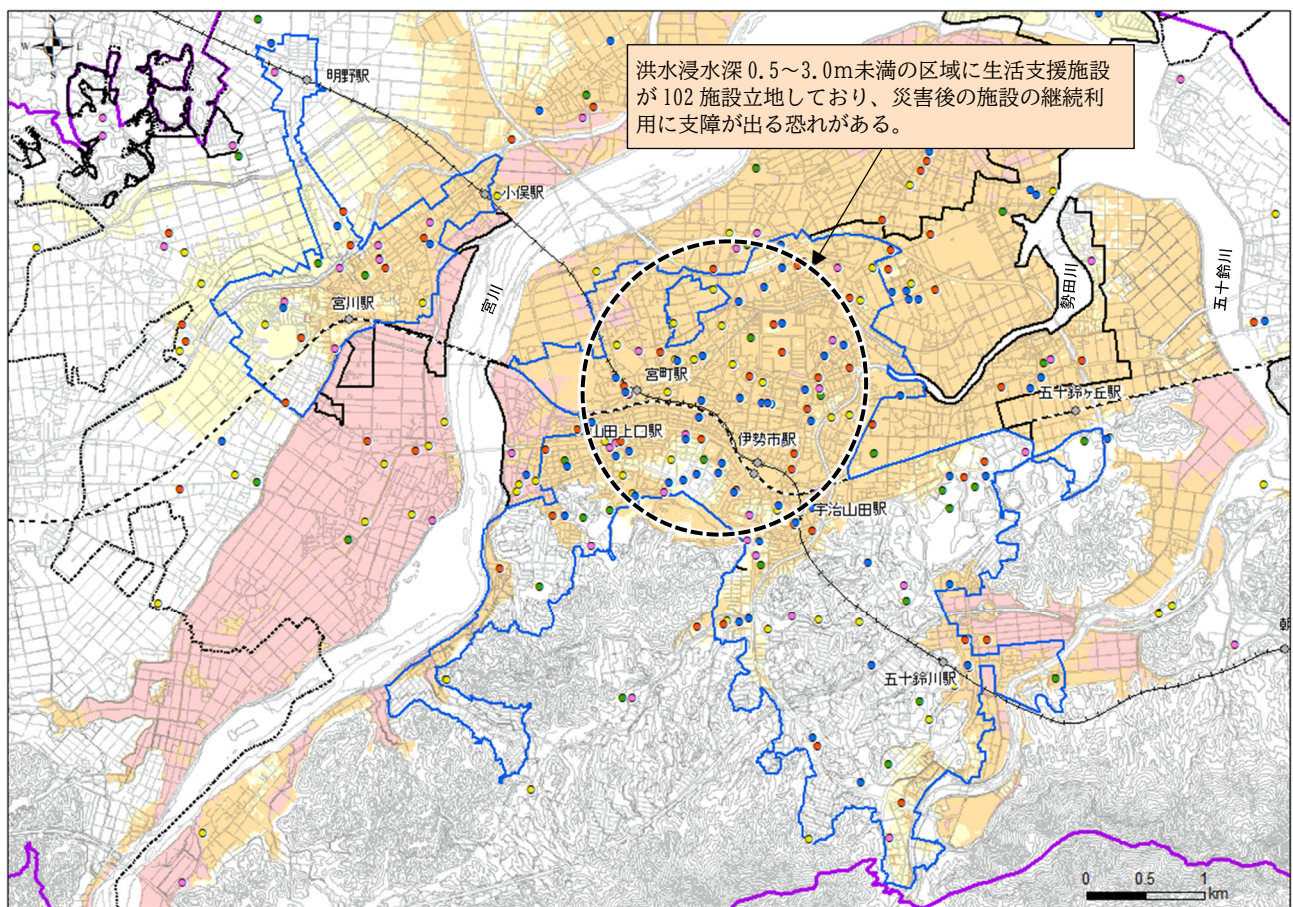 N
W
E
S
明野駅
洪水浸水深 0.5~3.0m未満の区域に生活支援施設
が 102 施設立地しており、災害後の施設の継続利
用に支障が出る恐れがある。
小俣駅
宮川
勢田川
五十鈴川
宮川駅
宮町駅
五十鈴ヶ丘駅
山田上口駅
伊勢市駅
宇治山田駅
朝
五十鈴川駅
0 0.5 1
km